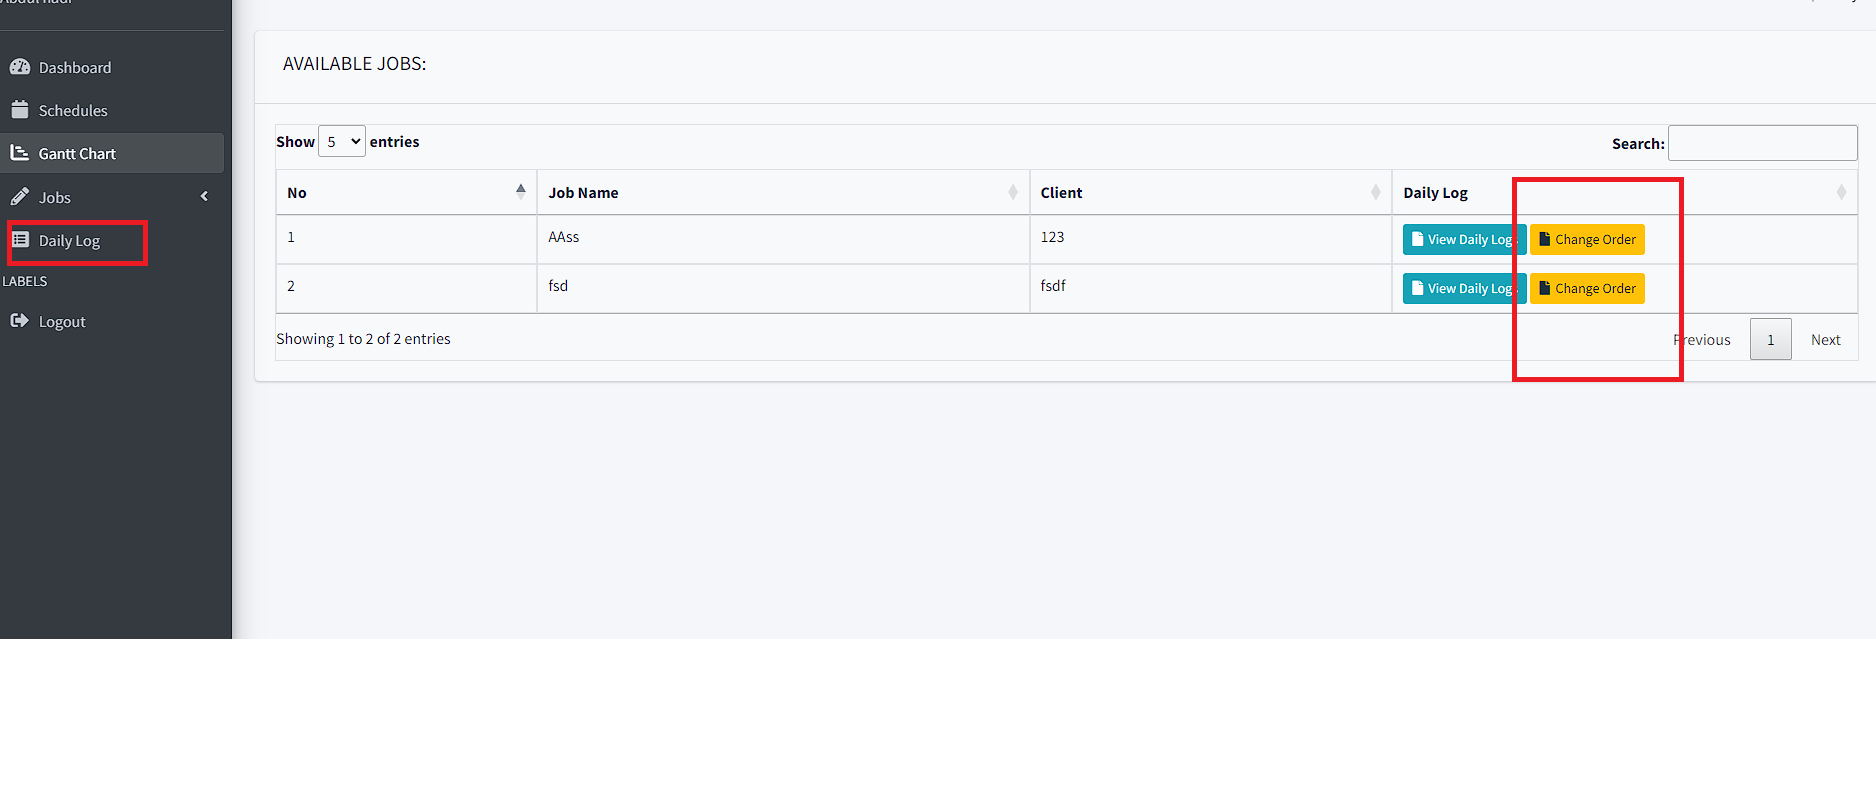 Dashboard
Schedules
Gantt Chart
Jobs
Daily Log
LABELS
Logout
AVAILABLE JOBS:
Show 5 entries
Search:
No Job Name Client Daily Log
1 AAss 123 View Daily Log Change Order
2 fsd fsdf View Daily Log Change Order
Showing 1 to 2 of 2 entries
Previous 1 Next